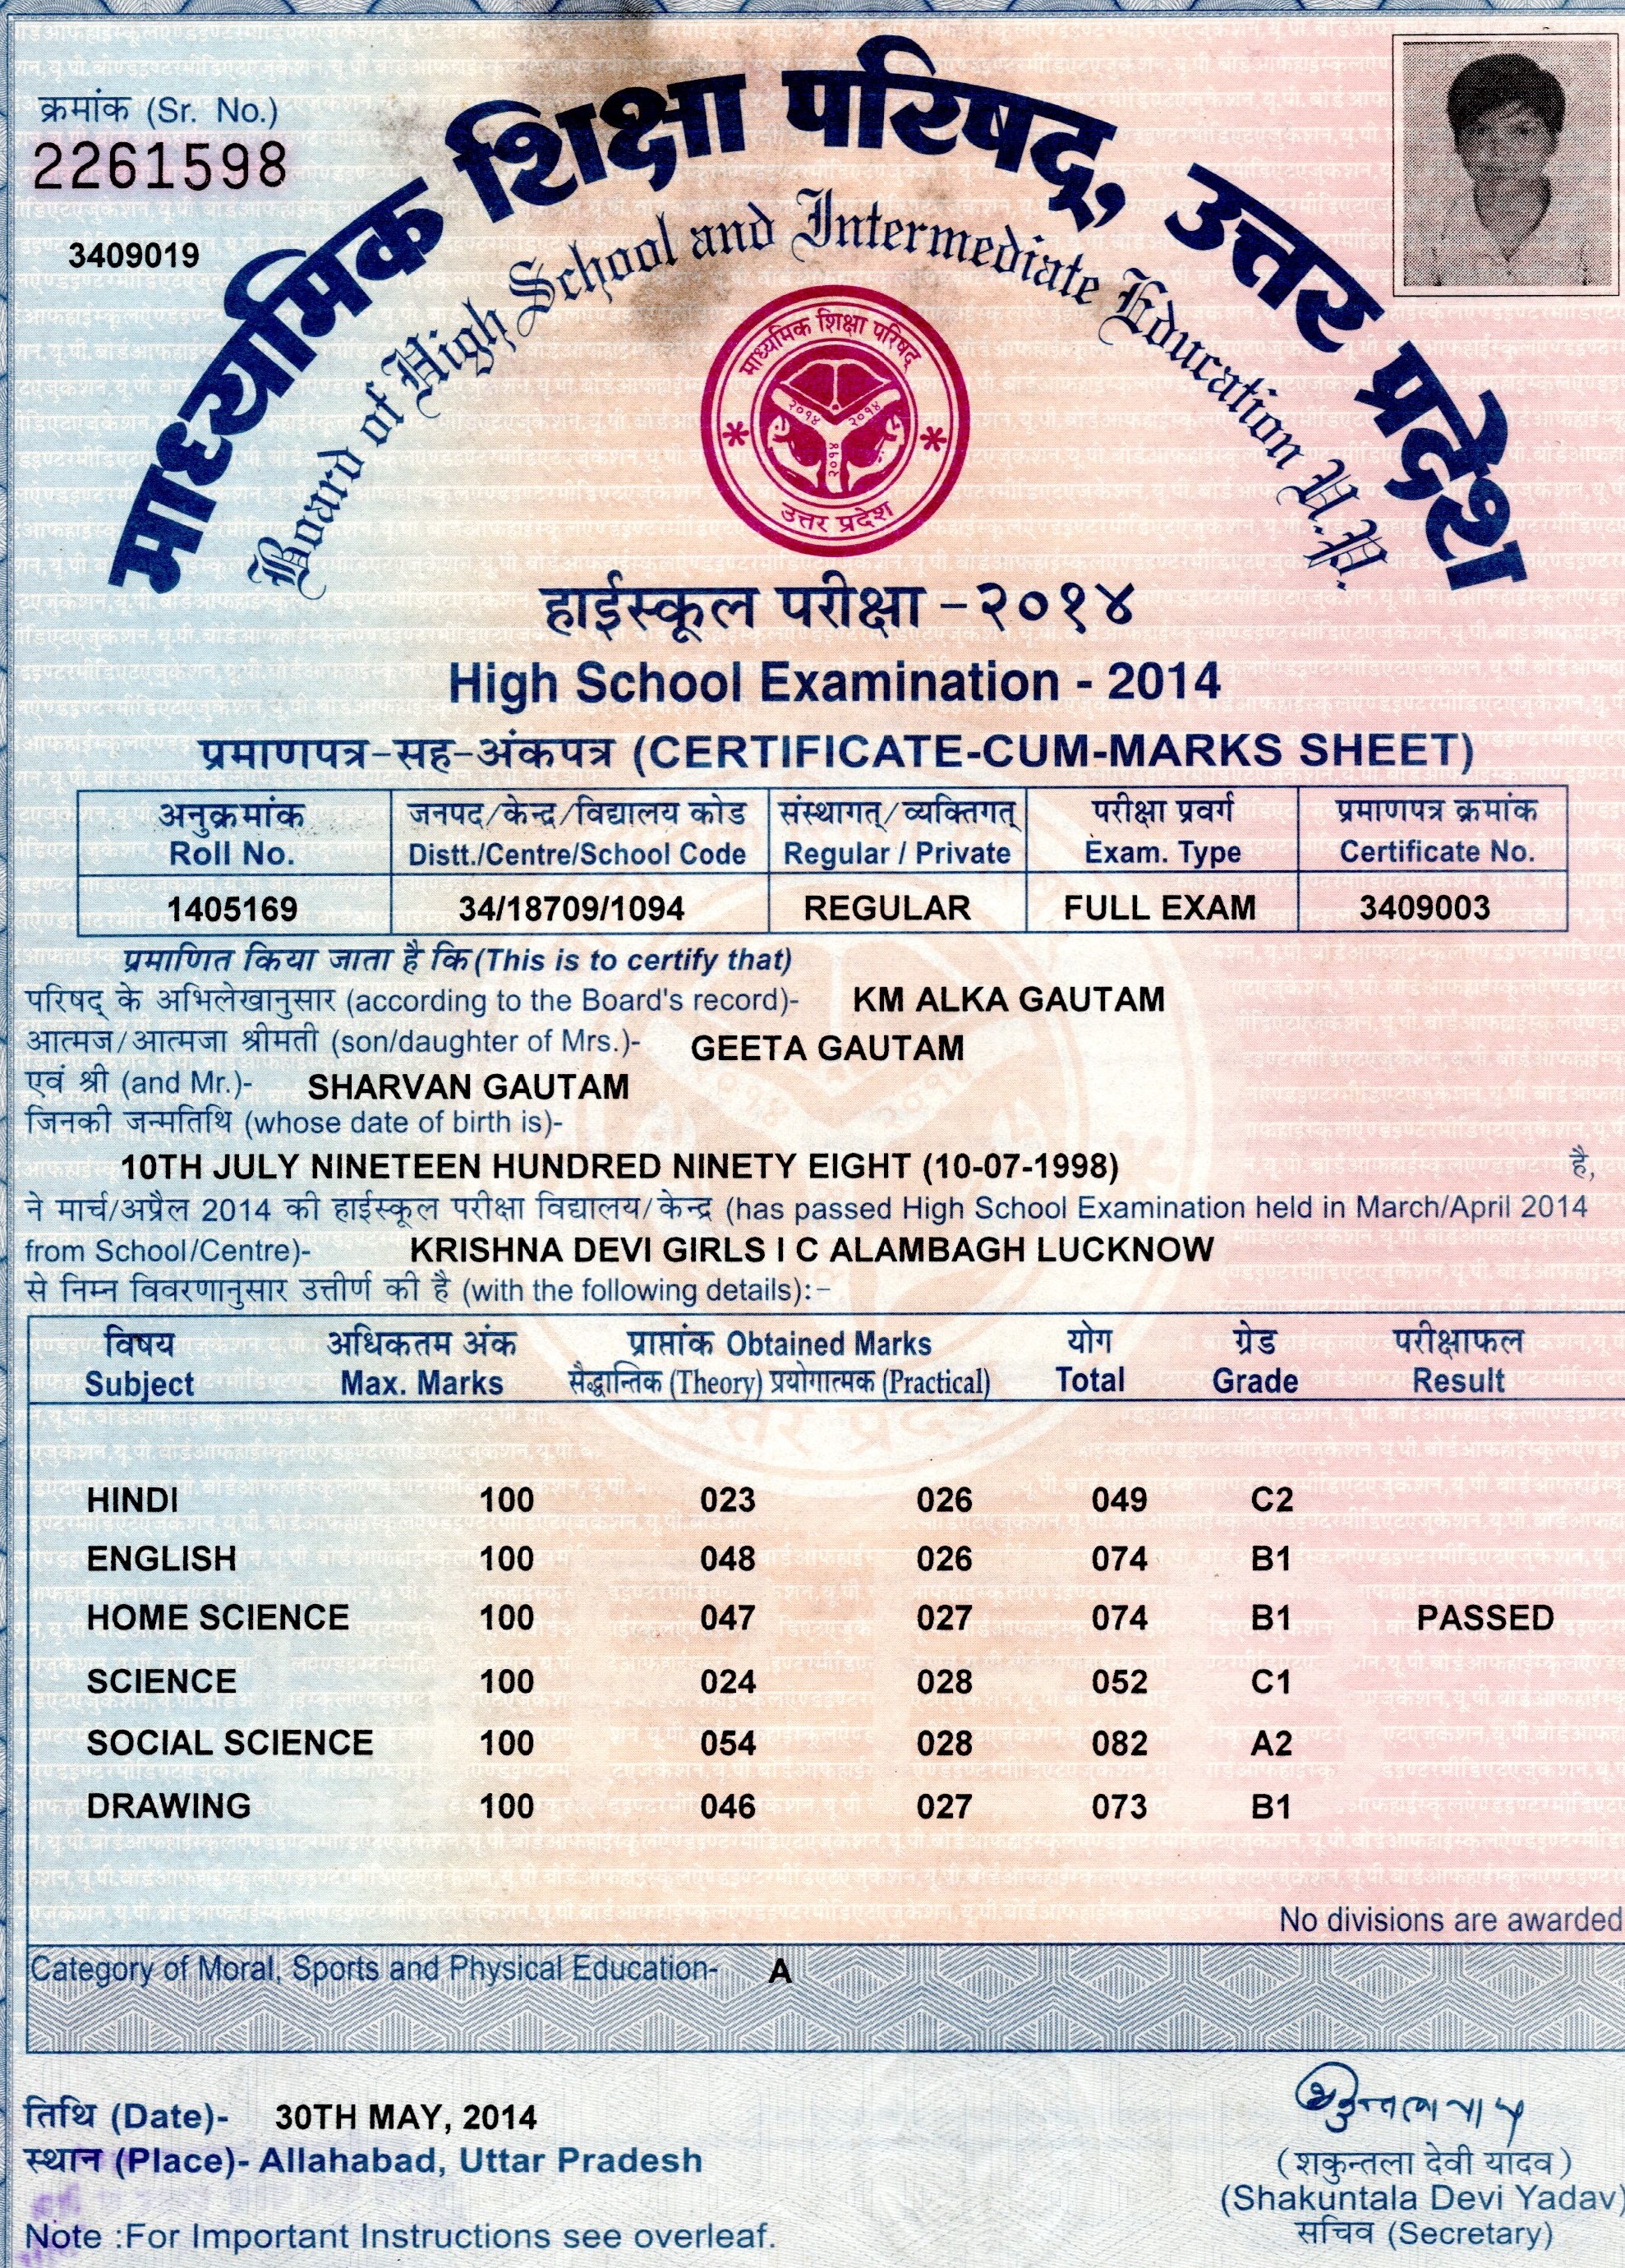 क्रमांक (Sr. No.)
2261598
3409019
माध्यमिक शिक्षा परिषद्, उत्तर प्रदेश
Board of High School and Intermediate Education U.P.
माध्यमिक शिक्षा परिषद्
२०१४ २०१४
२०१४
उत्तर प्रदेश
हाईस्कूल परीक्षा -२०१४
High School Examination - 2014
प्रमाणपत्र-सह-अंकपत्र (CERTIFICATE-CUM-MARKS SHEET)
अनुक्रमांक जनपद/केन्द्र/विद्यालय कोड संस्थागत्/व्यक्तिगत् परीक्षा प्रवर्ग प्रमाणपत्र क्रमांक
Roll No. Distt./Centre/School Code Regular / Private Exam. Type Certificate No.
1405169 34/18709/1094 REGULAR FULL EXAM 3409003
प्रमाणित किया जाता है कि (This is to certify that)
परिषद् के अभिलेखानुसार (according to the Board's record)- KM ALKA GAUTAM
आत्मज/आत्मजा श्रीमती (son/daughter of Mrs.)- GEETA GAUTAM
एवं श्री (and Mr.)- SHARVAN GAUTAM
जिनकी जन्मतिथि (whose date of birth is)-
10TH JULY NINETEEN HUNDRED NINETY EIGHT (10-07-1998) है,
ने मार्च/अप्रैल 2014 की हाईस्कूल परीक्षा विद्यालय/केन्द्र (has passed High School Examination held in March/April 2014
from School/Centre)- KRISHNA DEVI GIRLS I C ALAMBAGH LUCKNOW
से निम्न विवरणानुसार उत्तीर्ण की है (with the following details):-
विषय अधिकतम अंक प्राप्तांक Obtained Marks योग ग्रेड परीक्षाफल
Subject Max. Marks सैद्धान्तिक (Theory) प्रयोगात्मक (Practical) Total Grade Result
HINDI 100 023 026 049 C2
ENGLISH 100 048 026 074 B1
HOME SCIENCE 100 047 027 074 B1 PASSED
SCIENCE 100 024 028 052 C1
SOCIAL SCIENCE 100 054 028 082 A2
DRAWING 100 046 027 073 B1
No divisions are awarded
Category of Moral, Sports and Physical Education- A
तिथि (Date)- 30TH MAY, 2014
स्थान (Place)- Allahabad, Uttar Pradesh
(शकुन्तला देवी यादव)
(Shakuntala Devi Yadav)
सचिव (Secretary)
Note :For Important Instructions see overleaf.